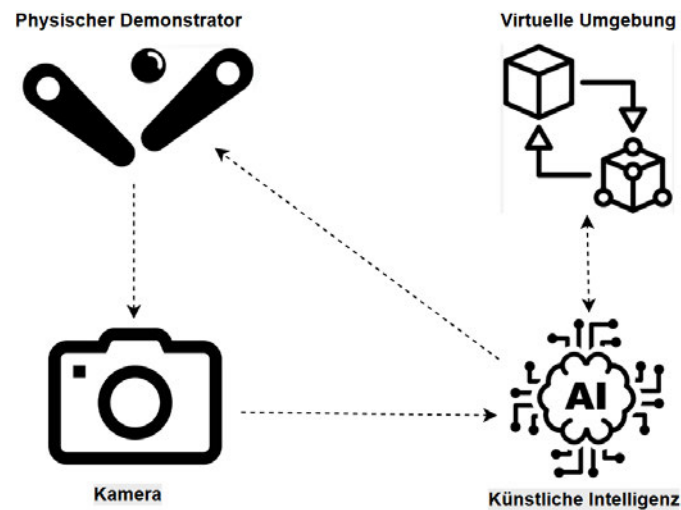 Physischer Demonstrator
Virtuelle Umgebung
AI
Kamera
Künstliche Intelligenz